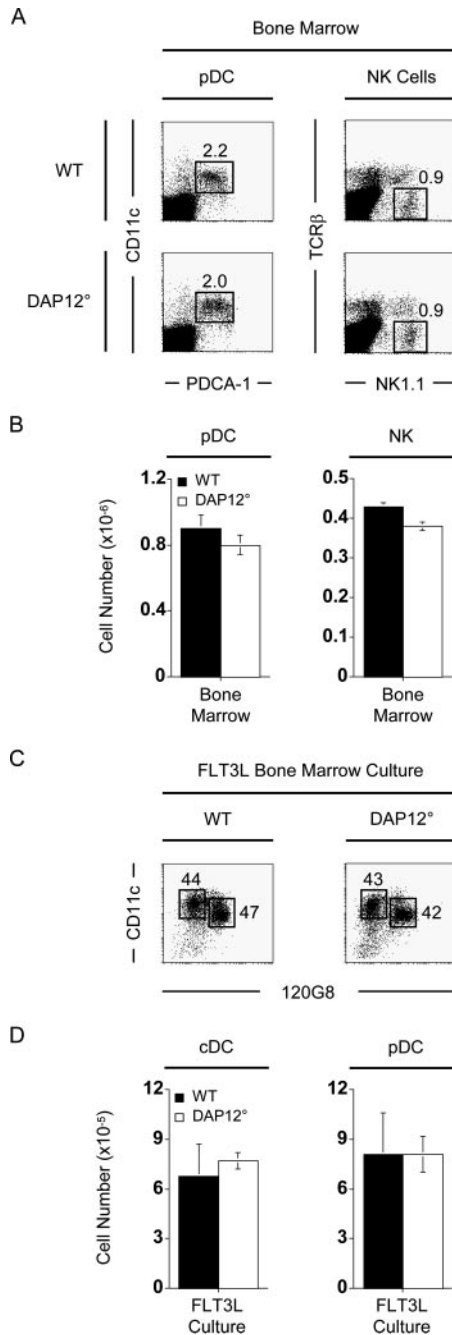 A
Bone Marrow
pDC NK Cells
WT
2.2
0.9
CD11c
TCRβ
DAP12°
2.0
0.9
PDCA-1 NK1.1
B
pDC NK
Cell Number (x10⁻⁶)
1.2
0.8
0.4
0
WT
DAP12°
Bone
Marrow
0.5
0.4
0.3
0.2
0.1
0
Bone
Marrow
C
FLT3L Bone Marrow Culture
WT DAP12°
CD11c
44
47
43
42
120G8
D
cDC pDC
Cell Number (x10⁻⁵)
12
9
6
3
0
WT
DAP12°
FLT3L
Culture
12
9
6
3
0
FLT3L
Culture